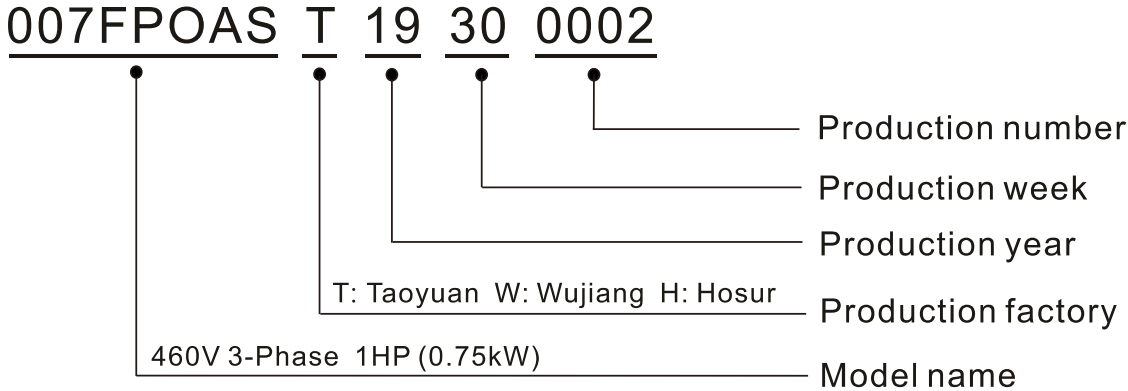 007FPOAS T 19 30 0002
Production number
Production week
Production year
T: Taoyuan W: Wujiang H: Hosur
Production factory
460V 3-Phase 1HP (0.75kW)
Model name